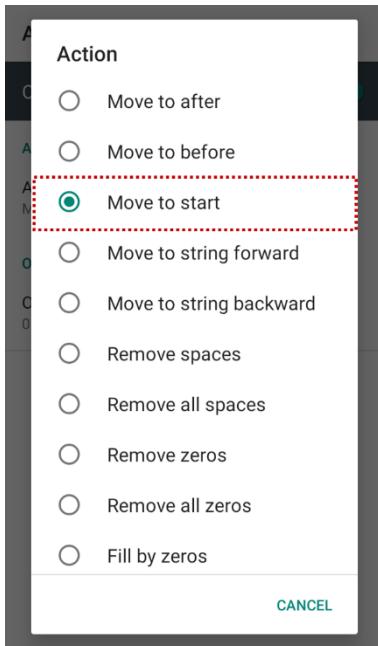 Action
Move to after
Move to before
Move to start
Move to string forward
Move to string backward
Remove spaces
Remove all spaces
Remove zeros
Remove all zeros
Fill by zeros
CANCEL